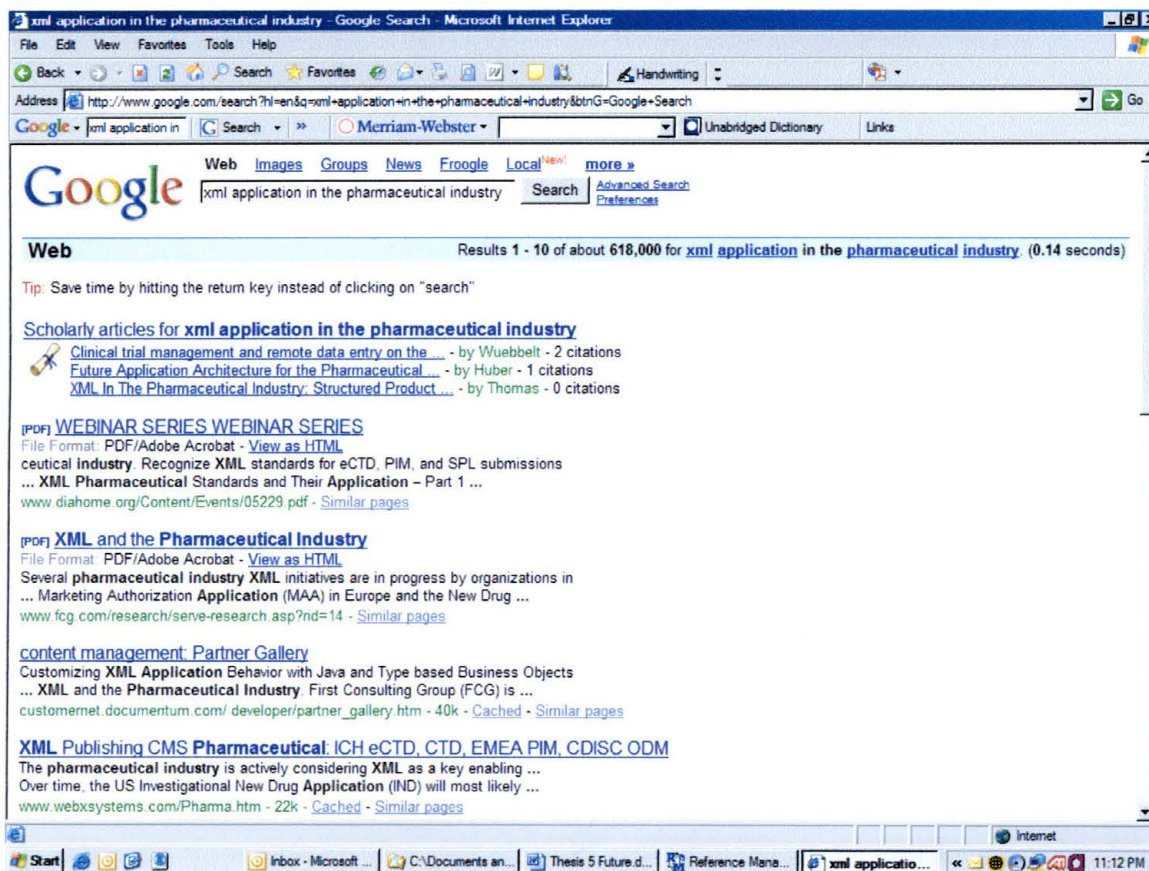 xml application in the pharmaceutical industry - Google Search - Microsoft Internet Explorer
File Edit View Favorites Tools Help
Back Search Favorites Handwriting
Address http://www.google.com/search?hl=en&q=xml+application+in+the+pharmaceutical+industry&btnG=Google+Search Go
Google xml application in Search » Merriam-Webster Unabridged Dictionary Links
Web Images Groups News Froogle Local New! more »
Google xml application in the pharmaceutical industry Search Advanced Search
Preferences
Web Results 1 - 10 of about 618,000 for xml application in the pharmaceutical industry. (0.14 seconds)
Tip: Save time by hitting the return key instead of clicking on "search"
Scholarly articles for xml application in the pharmaceutical industry
Clinical trial management and remote data entry on the ... - by Wuebbelt - 2 citations
Future Application Architecture for the Pharmaceutical ... - by Huber - 1 citations
XML In The Pharmaceutical Industry: Structured Product ... - by Thomas - 0 citations
[PDF] WEBINAR SERIES WEBINAR SERIES
File Format: PDF/Adobe Acrobat - View as HTML
ceutical industry. Recognize XML standards for eCTD, PIM, and SPL submissions
... XML Pharmaceutical Standards and Their Application – Part 1 ...
www.diahome.org/Content/Events/05229.pdf - Similar pages
[PDF] XML and the Pharmaceutical Industry
File Format: PDF/Adobe Acrobat - View as HTML
Several pharmaceutical industry XML initiatives are in progress by organizations in
... Marketing Authorization Application (MAA) in Europe and the New Drug ...
www.fcg.com/research/serve-research.asp?rid=14 - Similar pages
content management: Partner Gallery
Customizing XML Application Behavior with Java and Type based Business Objects
... XML and the Pharmaceutical Industry. First Consulting Group (FCG) is ...
customernet.documentum.com/ developer/partner_gallery.htm - 40k - Cached - Similar pages
XML Publishing CMS Pharmaceutical: ICH eCTD, CTD, EMEA PIM, CDISC ODM
The pharmaceutical industry is actively considering XML as a key enabling ...
Over time, the US Investigational New Drug Application (IND) will most likely ...
www.webxsystems.com/Pharma.htm - 22k - Cached - Similar pages
Internet
Start Inbox - Microsoft ... C:\Documents an... Thesis 5 Future.d... Reference Mana... xml applicatio... « 11:12 PM